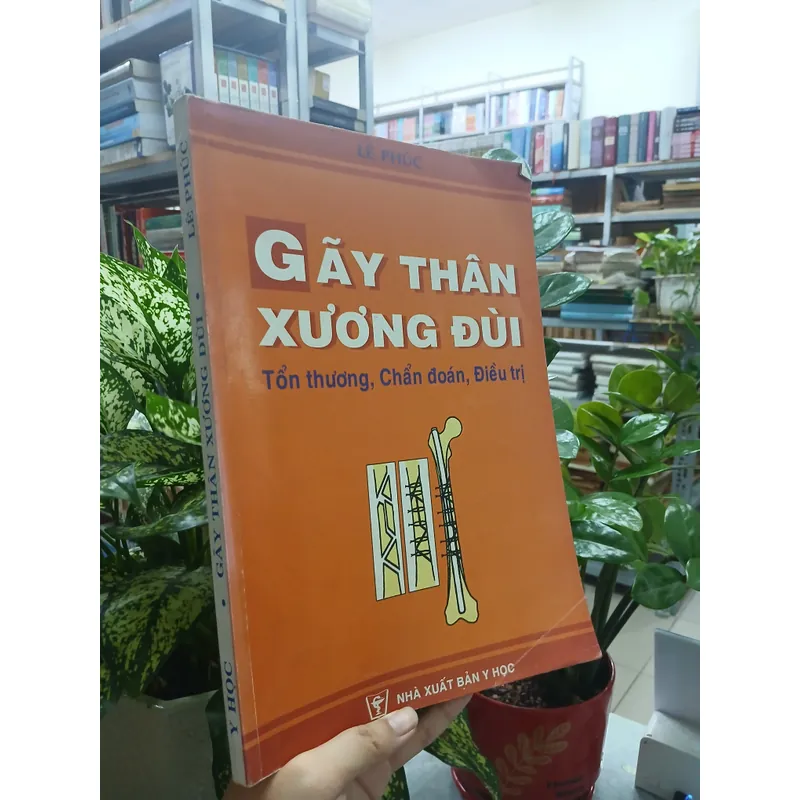 LÊ PHÚC
GÃY THÂN
XƯƠNG ĐÙI
Tổn thương, Chẩn đoán, Điều trị
NHÀ XUẤT BẢN Y HỌC
Y HỌC • GÃY THÂN XƯƠNG ĐÙI • LÊ PHÚC